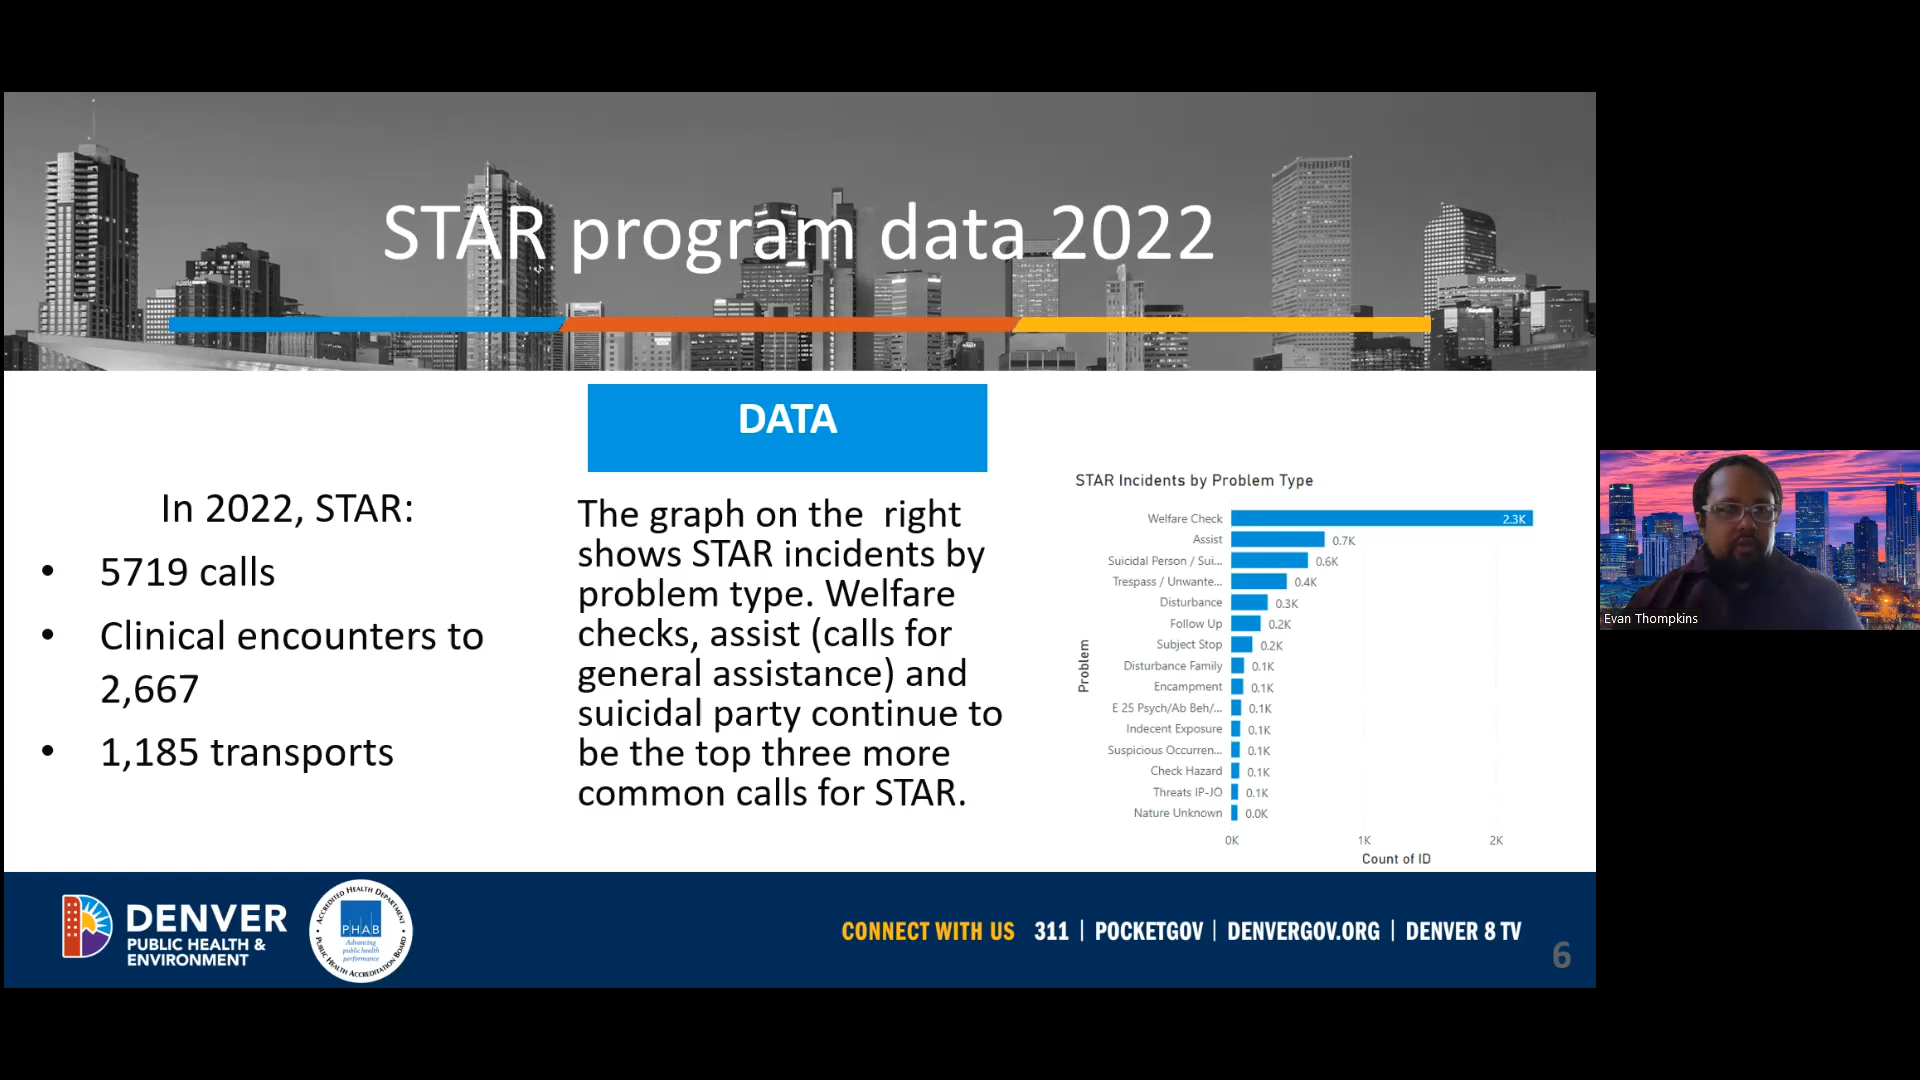 STAR program data 2022
DATA
In 2022, STAR:
• 5719 calls
• Clinical encounters to
2,667
• 1,185 transports
The graph on the right
shows STAR incidents by
problem type. Welfare
checks, assist (calls for
general assistance) and
suicidal party continue to
be the top three more
common calls for STAR.
STAR Incidents by Problem Type
Problem
Welfare Check 2.3K
Assist 0.7K
Suicidal Person / Sui... 0.6K
Trespass / Unwante... 0.4K
Disturbance 0.3K
Follow Up 0.2K
Subject Stop 0.2K
Disturbance Family 0.1K
Encampment 0.1K
E 25 Psych/Ab Beh/... 0.1K
Indecent Exposure 0.1K
Suspicious Occurren... 0.1K
Check Hazard 0.1K
Threats IP-JO 0.1K
Nature Unknown 0.0K
0K 1K 2K
Count of ID
Evan Thompkins
DENVER
PUBLIC HEALTH &
ENVIRONMENT
ACCREDITED HEALTH DEPARTMENT
PHAB
Advancing
public health
performance
PUBLIC HEALTH ACCREDITATION BOARD
CONNECT WITH US 311 | POCKETGOV | DENVERGOV.ORG | DENVER 8 TV
6